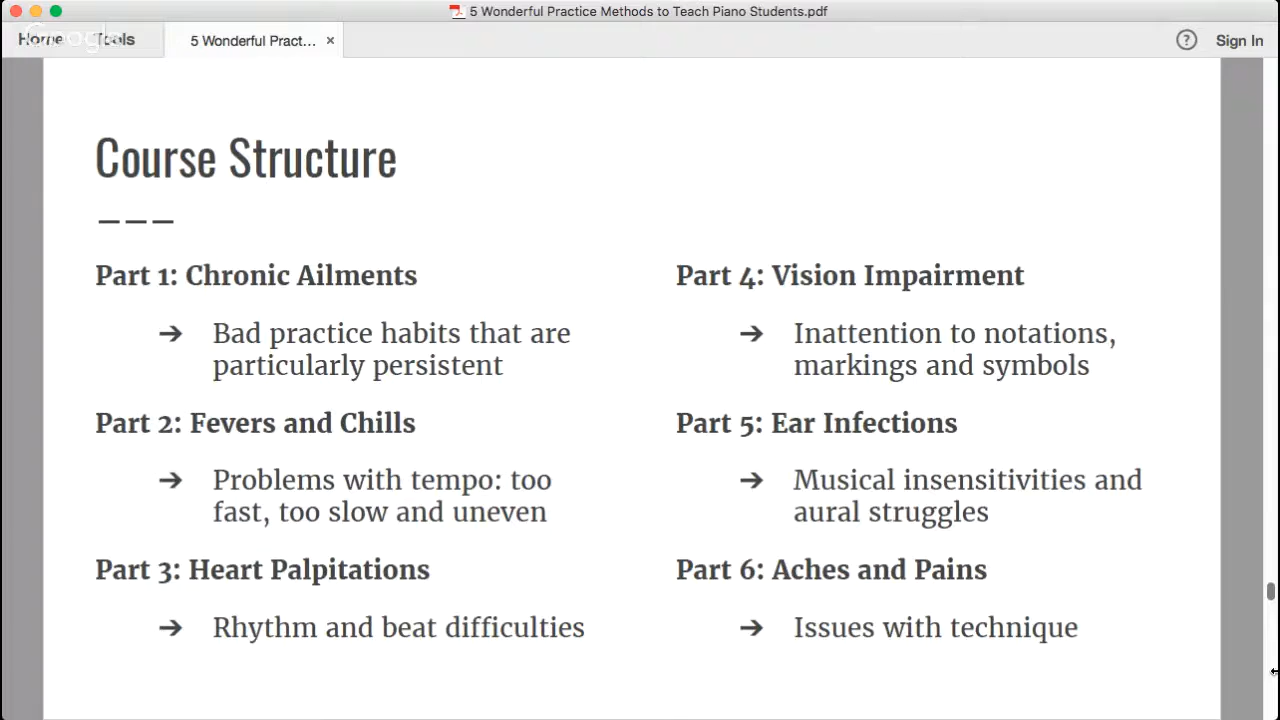 5 Wonderful Practice Methods to Teach Piano Students.pdf
Home Tools 5 Wonderful Pract... × ? Sign In
Google
Course Structure
Part 1: Chronic Ailments
➔ Bad practice habits that are
particularly persistent
Part 2: Fevers and Chills
➔ Problems with tempo: too
fast, too slow and uneven
Part 3: Heart Palpitations
➔ Rhythm and beat difficulties
Part 4: Vision Impairment
➔ Inattention to notations,
markings and symbols
Part 5: Ear Infections
➔ Musical insensitivities and
aural struggles
Part 6: Aches and Pains
➔ Issues with technique